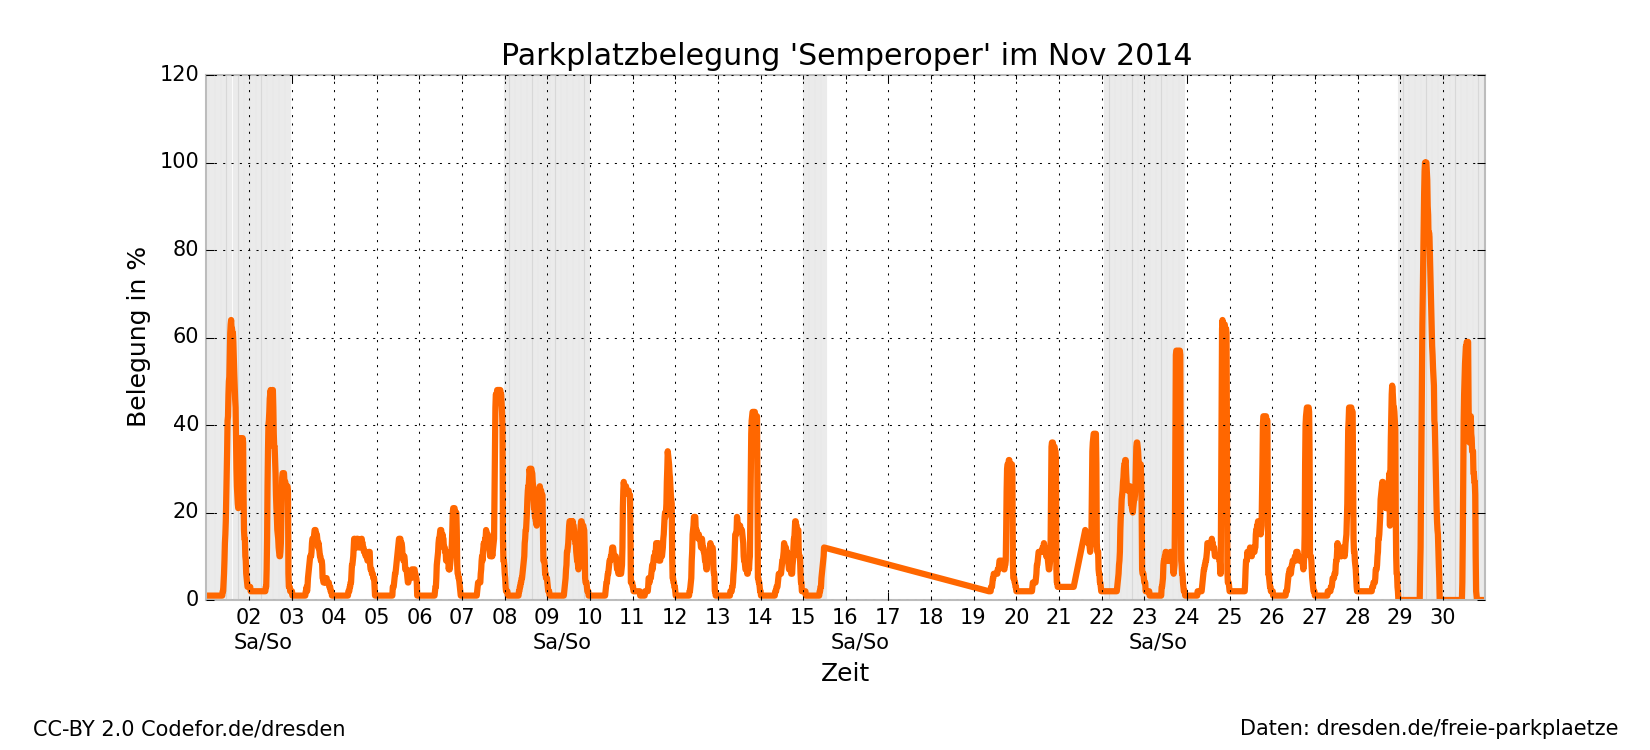 Parkplatzbelegung 'Semperoper' im Nov 2014
120
100
80
60
40
20
0
Belegung in %
02 03 04 05 06 07 08 09 10 11 12 13 14 15 16 17 18 19 20 21 22 23 24 25 26 27 28 29 30
Sa/So Sa/So Sa/So Sa/So
Zeit
CC-BY 2.0 Codefor.de/dresden
Daten: dresden.de/freie-parkplaetze